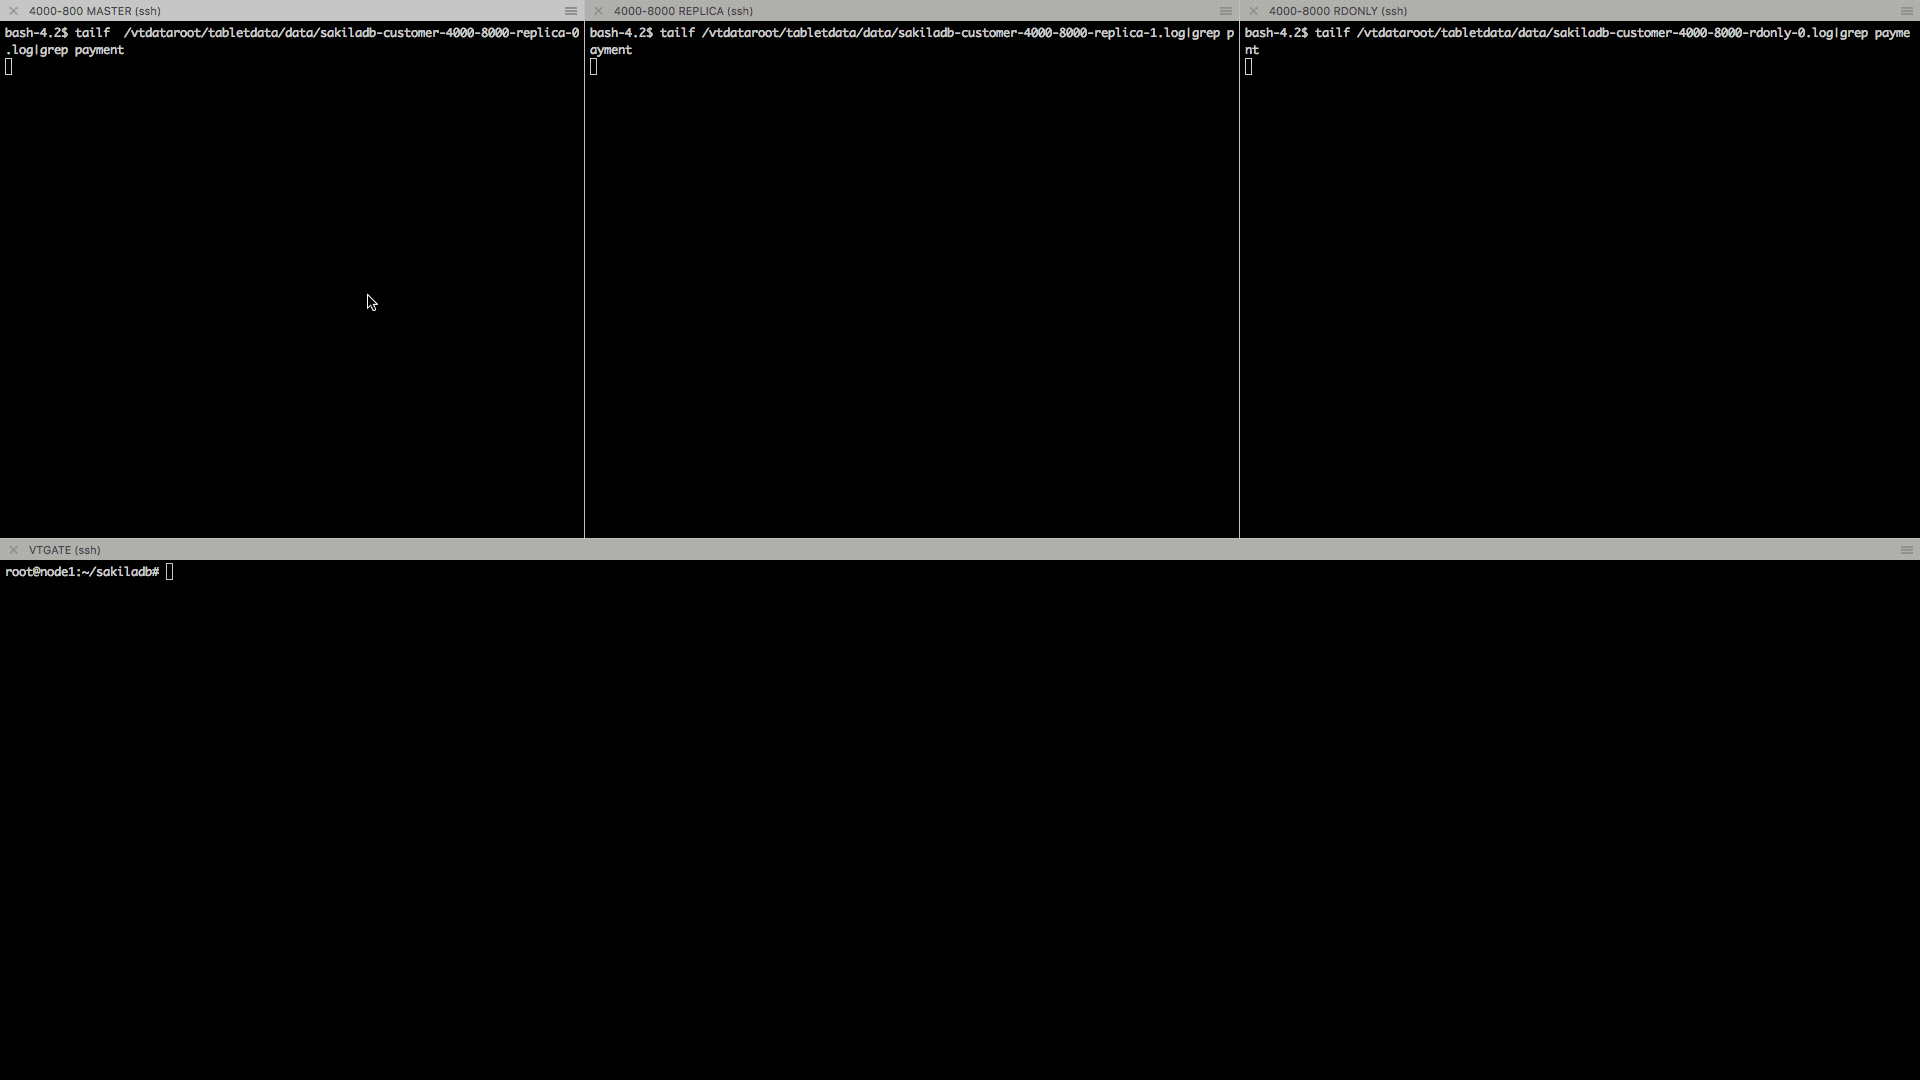 4000-800 MASTER (ssh)
bash-4.2$ tailf  /vtdataroot/tabletdata/data/sakiladb-customer-4000-8000-replica-0
.log|grep payment
4000-8000 REPLICA (ssh)
bash-4.2$ tailf /vtdataroot/tabletdata/data/sakiladb-customer-4000-8000-replica-1.log|grep p
ayment
4000-8000 RDONLY (ssh)
bash-4.2$ tailf /vtdataroot/tabletdata/data/sakiladb-customer-4000-8000-rdonly-0.log|grep payme
nt
VTGATE (ssh)
root@node1:~/sakiladb#